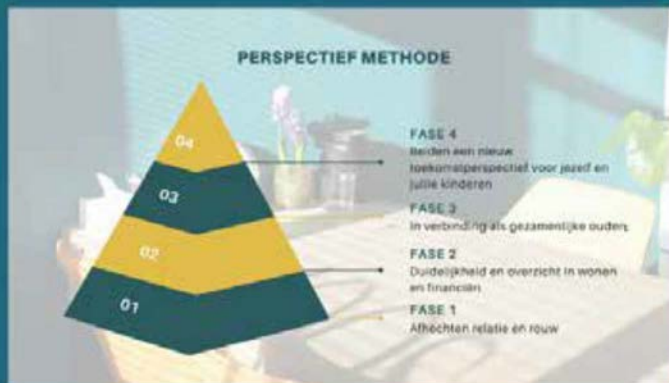 PERSPECTIEF METHODE
04
03
02
01
FASE 4
Beiden een nieuw
toekomstperspectief voor jezelf en
jullie kinderen
FASE 3
In verbinding als gezamenlijke ouders
FASE 2
Duidelijkheid en overzicht in wonen
en financiën
FASE 1
Afhechten relatie en rouw